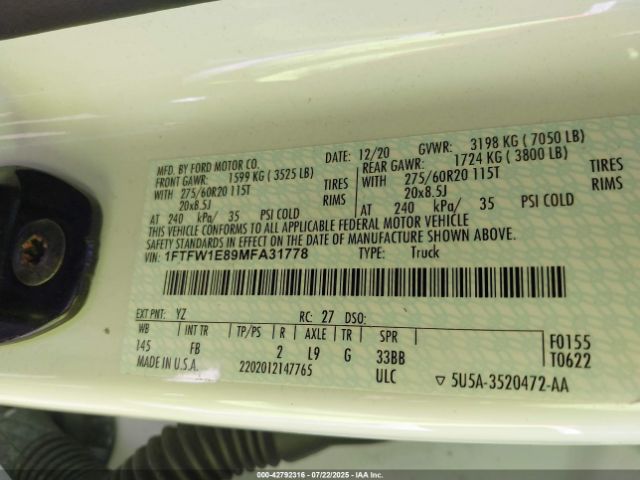 MFD. BY FORD MOTOR CO.
DATE: 12/20 GVWR: 3198 KG ( 7050 LB)
FRONT GAWR: 1599 KG ( 3525 LB)
REAR GAWR: 1724 KG ( 3800 LB)
WITH 275/60R20 115T TIRES
WITH 275/60R20 115T TIRES
20x8.5J RIMS
20x8.5J RIMS
AT 240 kPa/ 35 PSI COLD
AT 240 kPa/ 35 PSI COLD
THIS VEHICLE CONFORMS TO ALL APPLICABLE FEDERAL MOTOR VEHICLE
SAFETY STANDARDS IN EFFECT ON THE DATE OF MANUFACTURE SHOWN ABOVE.
VIN: 1FTFW1E89MFA31778 TYPE: Truck
EXT PNT: YZ RC: 27 DSO:
WB INT TR TP/PS R AXLE TR SPR
145 FB 2 L9 G 33BB
F0155
T0622
MADE IN U.S.A. 2202012147765 ULC ▽ 5U5A-3520472-AA
000-42792316 | 07/22/2025 - IAAI, Inc.